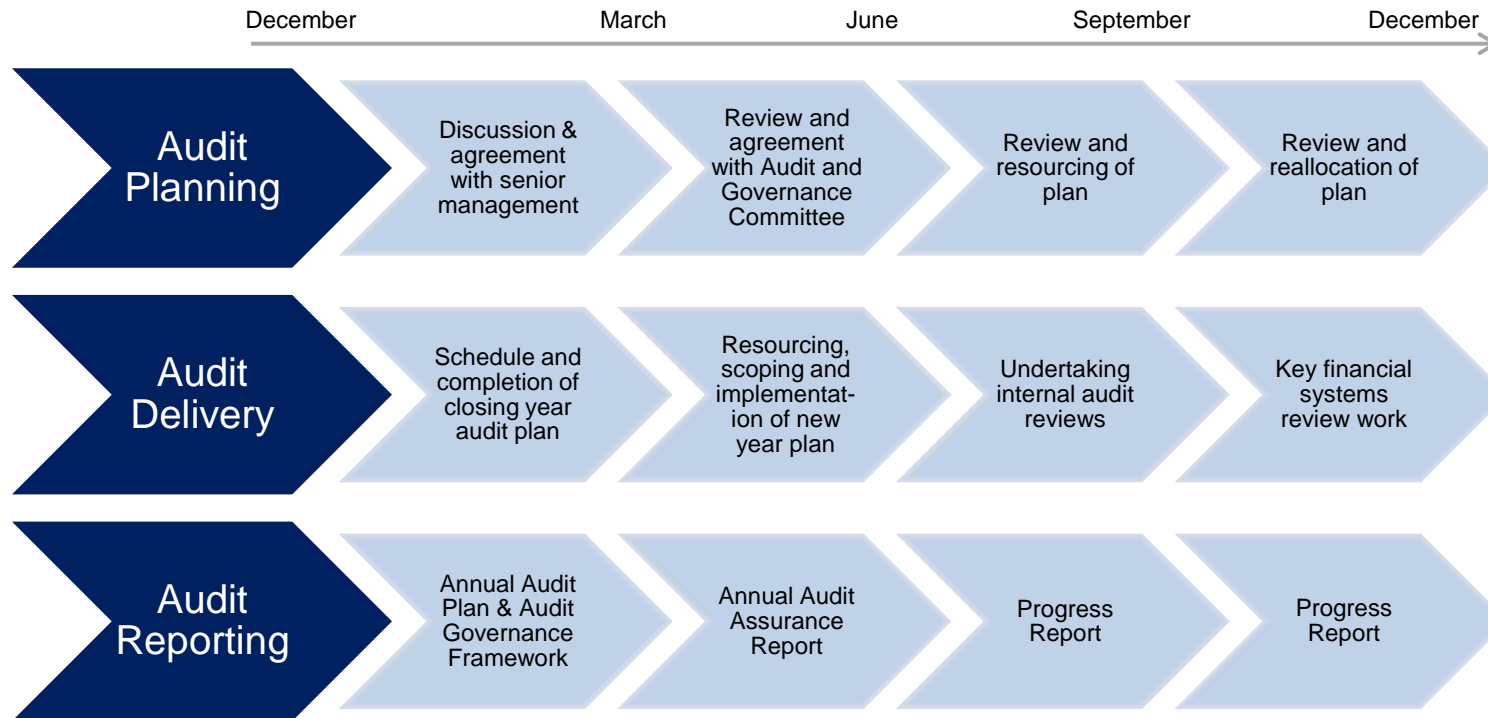 December March June September December
Audit
Planning
Discussion &
agreement
with senior
management
Review and
agreement
with Audit and
Governance
Committee
Review and
resourcing of
plan
Review and
reallocation of
plan
Audit
Delivery
Schedule and
completion of
closing year
audit plan
Resourcing,
scoping and
implementat-
ion of new
year plan
Undertaking
internal audit
reviews
Key financial
systems
review work
Audit
Reporting
Annual Audit
Plan & Audit
Governance
Framework
Annual Audit
Assurance
Report
Progress
Report
Progress
Report